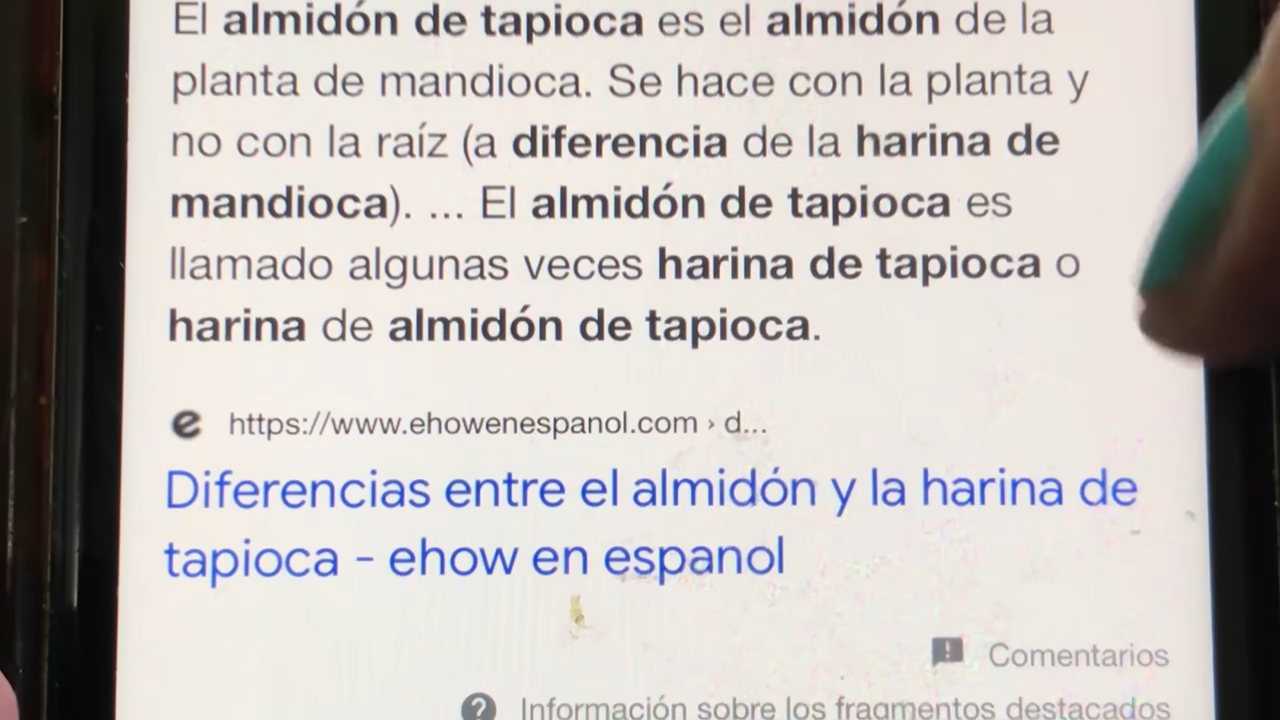 El almidón de tapioca es el almidón de la
planta de mandioca. Se hace con la planta y
no con la raíz (a diferencia de la harina de
mandioca). ... El almidón de tapioca es
llamado algunas veces harina de tapioca o
harina de almidón de tapioca.
e https://www.ehowenespanol.com › d...
Diferencias entre el almidón y la harina de
tapioca - ehow en espanol
Comentarios
Información sobre los fragmentos destacados